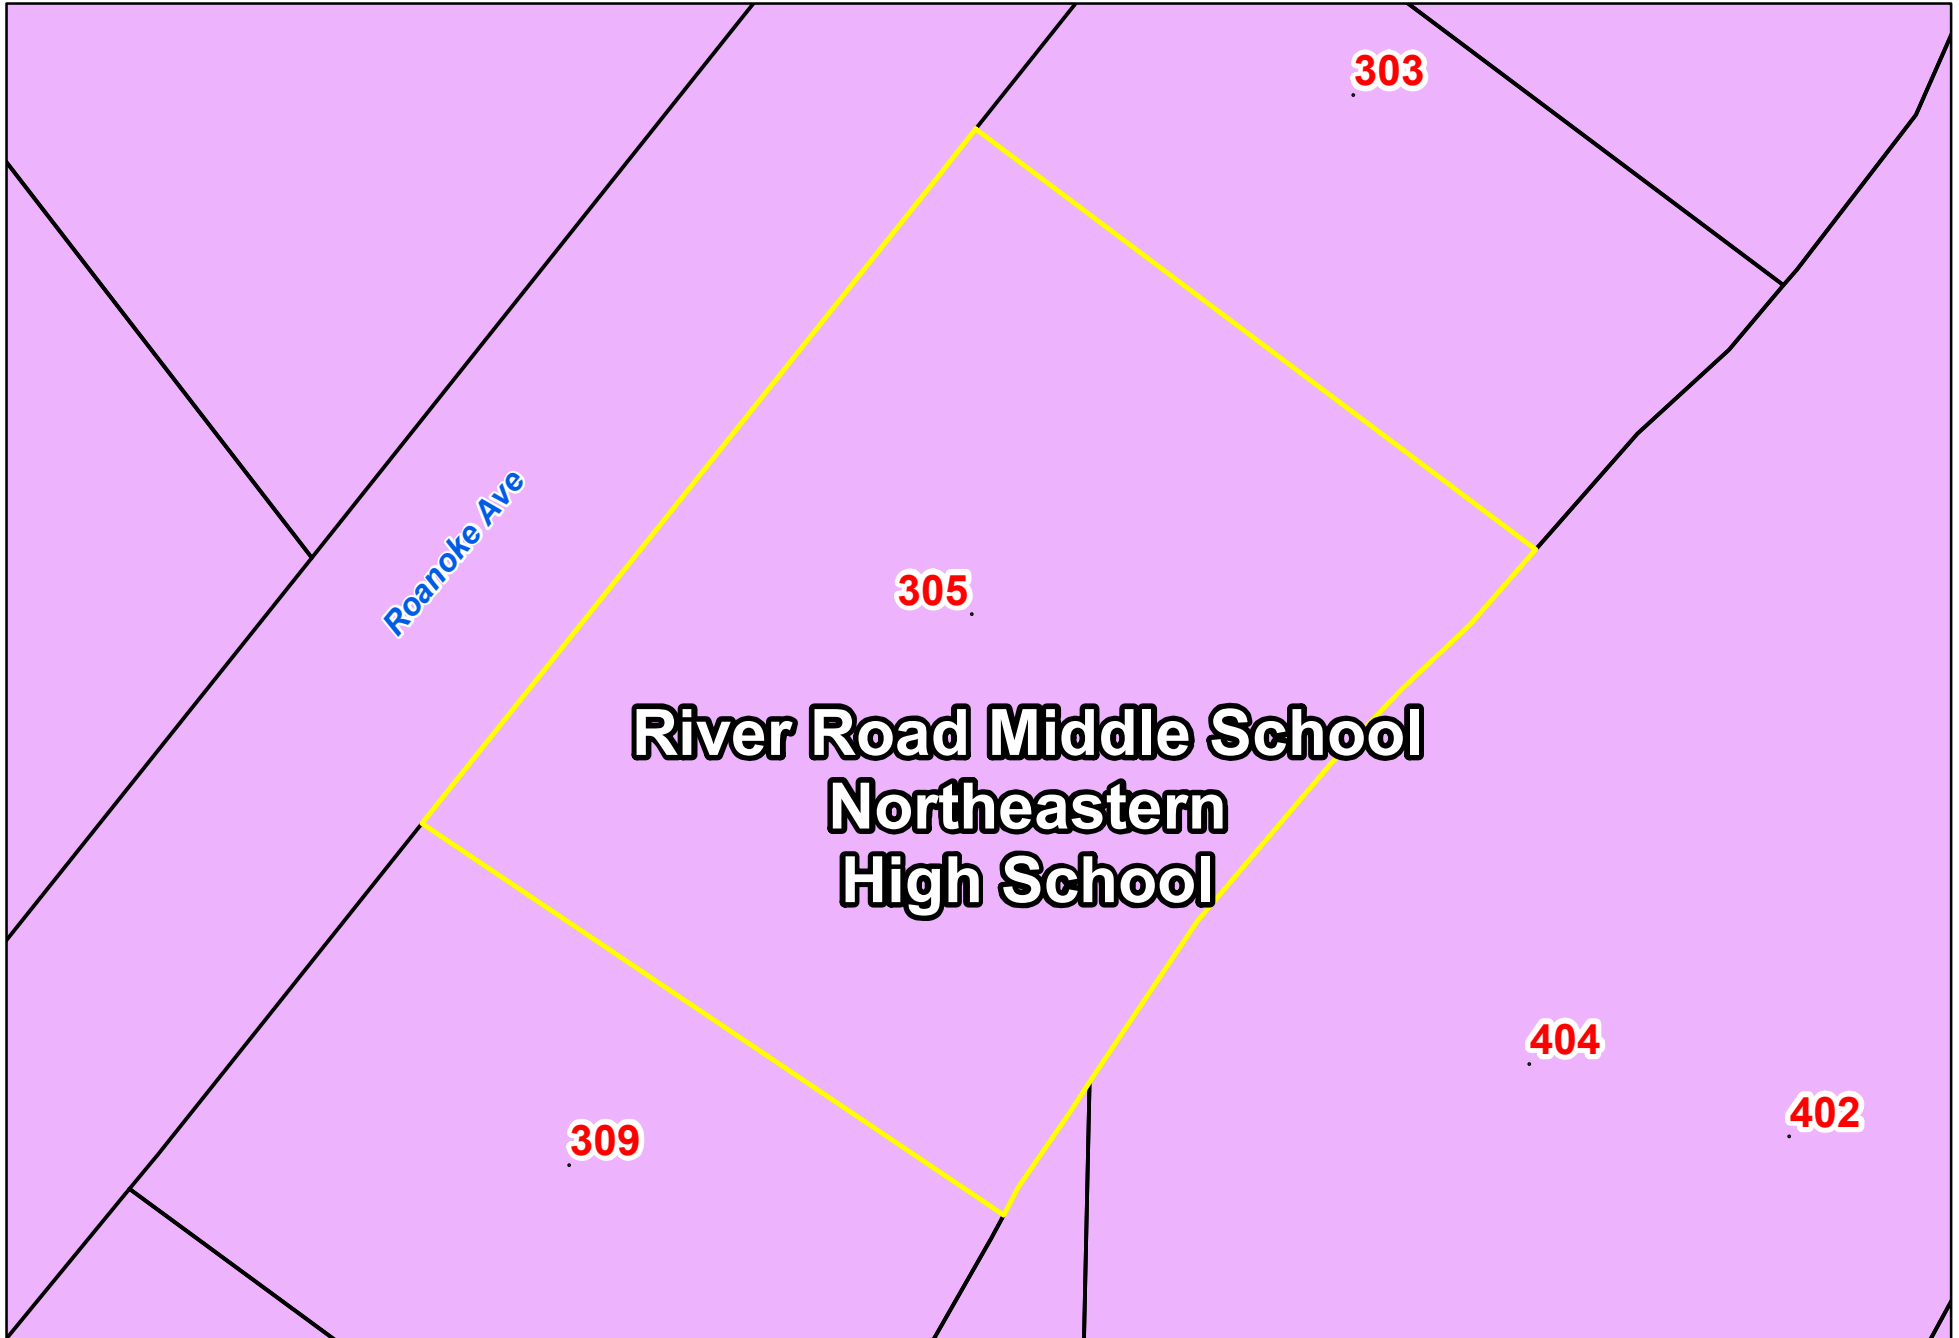 303
Roanoke Ave
305
River Road Middle School
Northeastern
High School
404
402
309